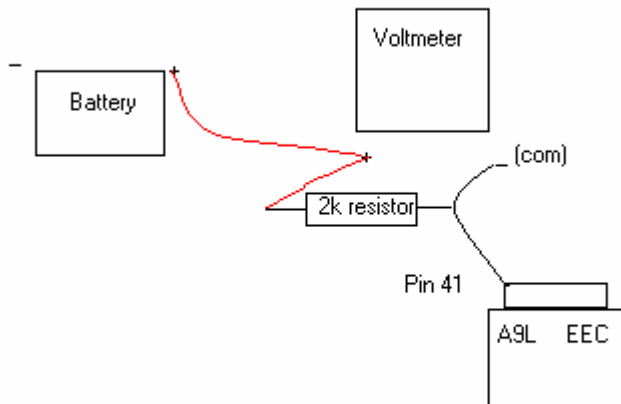 Voltmeter
–
+
Battery
+
_ (com)
2k resistor
Pin 41
A9L EEC